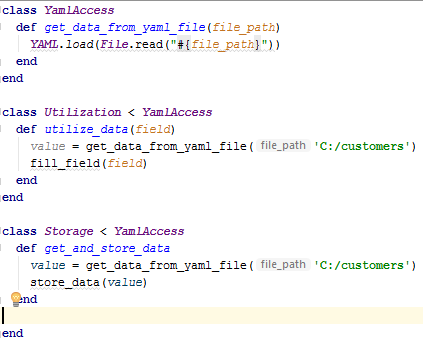 class YamlAccess
def get_data_from_yaml_file(file_path)
YAML.load(File.read("#{file_path}"))
end
end
class Utilization < YamlAccess
def utilize_data(field)
value = get_data_from_yaml_file( file_path 'C:/customers')
fill_field(field)
end
end
class Storage < YamlAccess
def get_and_store_data
value = get_data_from_yaml_file( file_path 'C:/customers')
store_data(value)
end
end